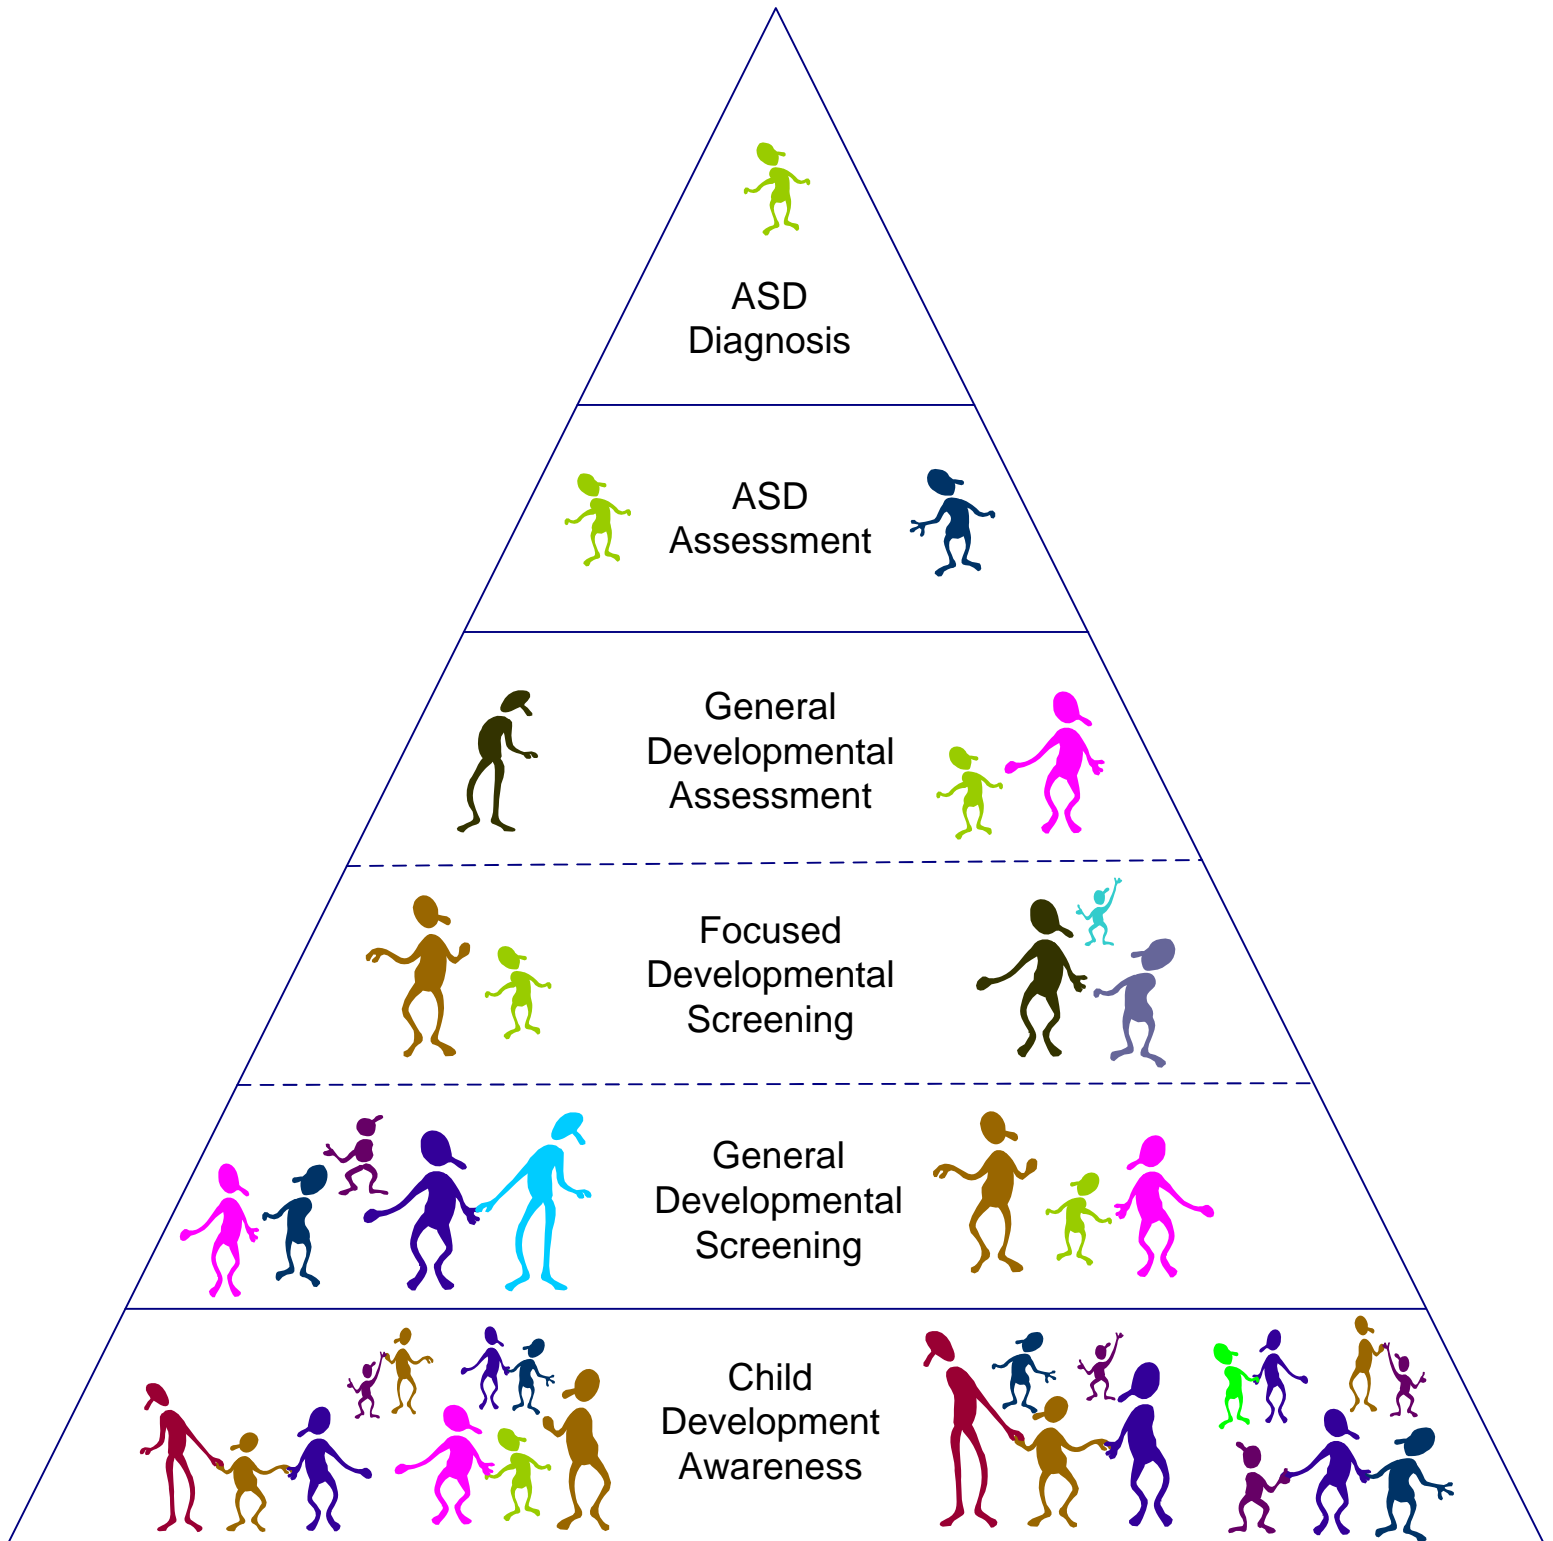 ASD
Diagnosis
ASD
Assessment
General
Developmental
Assessment
Focused
Developmental
Screening
General
Developmental
Screening
Child
Development
Awareness